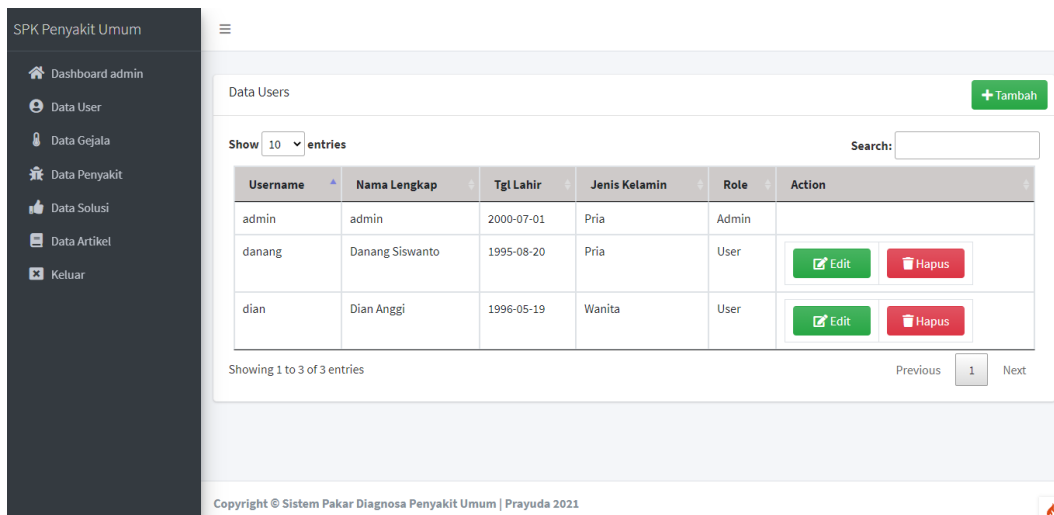 SPK Penyakit Umum
Dashboard admin
Data User
Data Gejala
Data Penyakit
Data Solusi
Data Artikel
Keluar
Data Users
Tambah
Show 10 entries
Search:
Username Nama Lengkap Tgl Lahir Jenis Kelamin Role Action
admin admin 2000-07-01 Pria Admin
danang Danang Siswanto 1995-08-20 Pria User Edit Hapus
dian Dian Anggi 1996-05-19 Wanita User Edit Hapus
Showing 1 to 3 of 3 entries
Previous 1 Next
Copyright © Sistem Pakar Diagnosa Penyakit Umum | Prayuda 2021